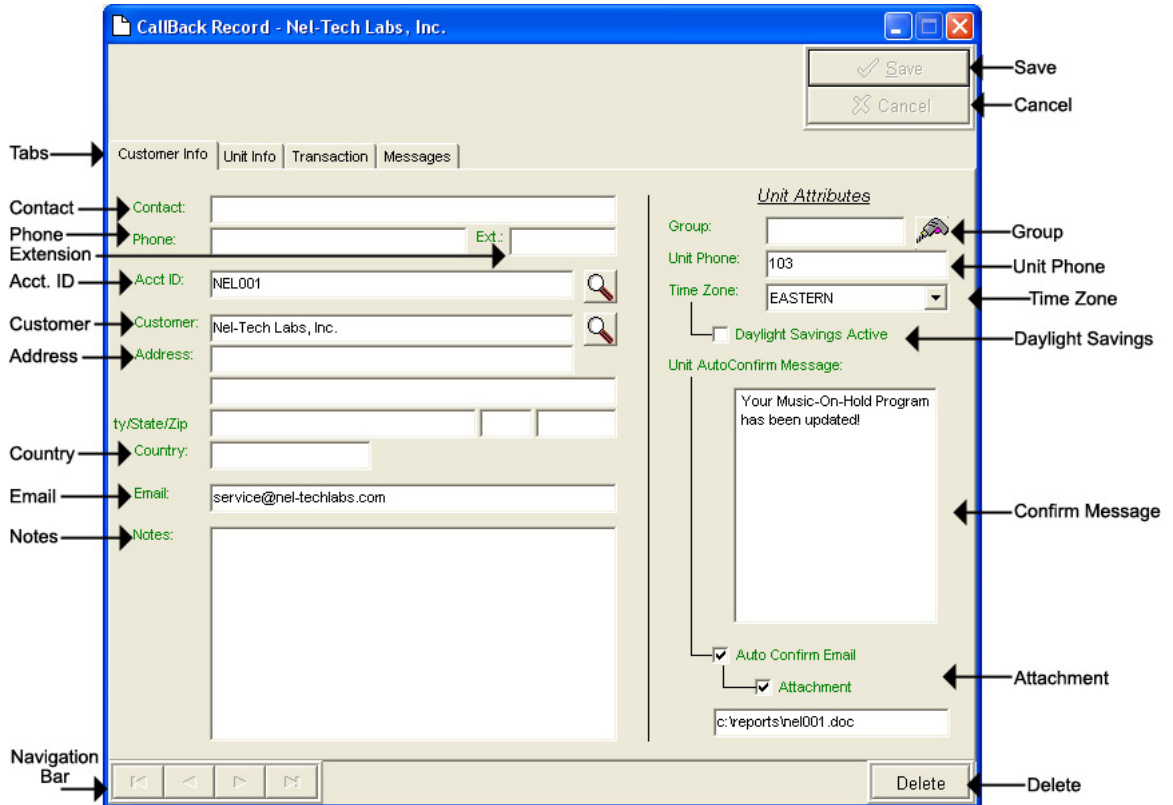 CallBack Record - Nel-Tech Labs, Inc.
Save
Save
Cancel
Cancel
Tabs
Customer Info
Unit Info
Transaction
Messages
Contact
Contact:
Phone
Phone:
Ext.:
Extension
Acct. ID
Acct ID:
NEL001
Customer
Customer:
Nel-Tech Labs, Inc.
Address
Address:
ty/State/Zip
Country
Country:
Email
Email:
service@nel-techlabs.com
Notes
Notes:
Unit Attributes
Group:
Group
Unit Phone:
103
Unit Phone
Time Zone:
EASTERN
Time Zone
Daylight Savings Active
Daylight Savings
Unit AutoConfirm Message:
Your Music-On-Hold Program
has been updated!
Confirm Message
Auto Confirm Email
Attachment
Attachment
c:\reports\nel001.doc
Navigation
Bar
Delete
Delete